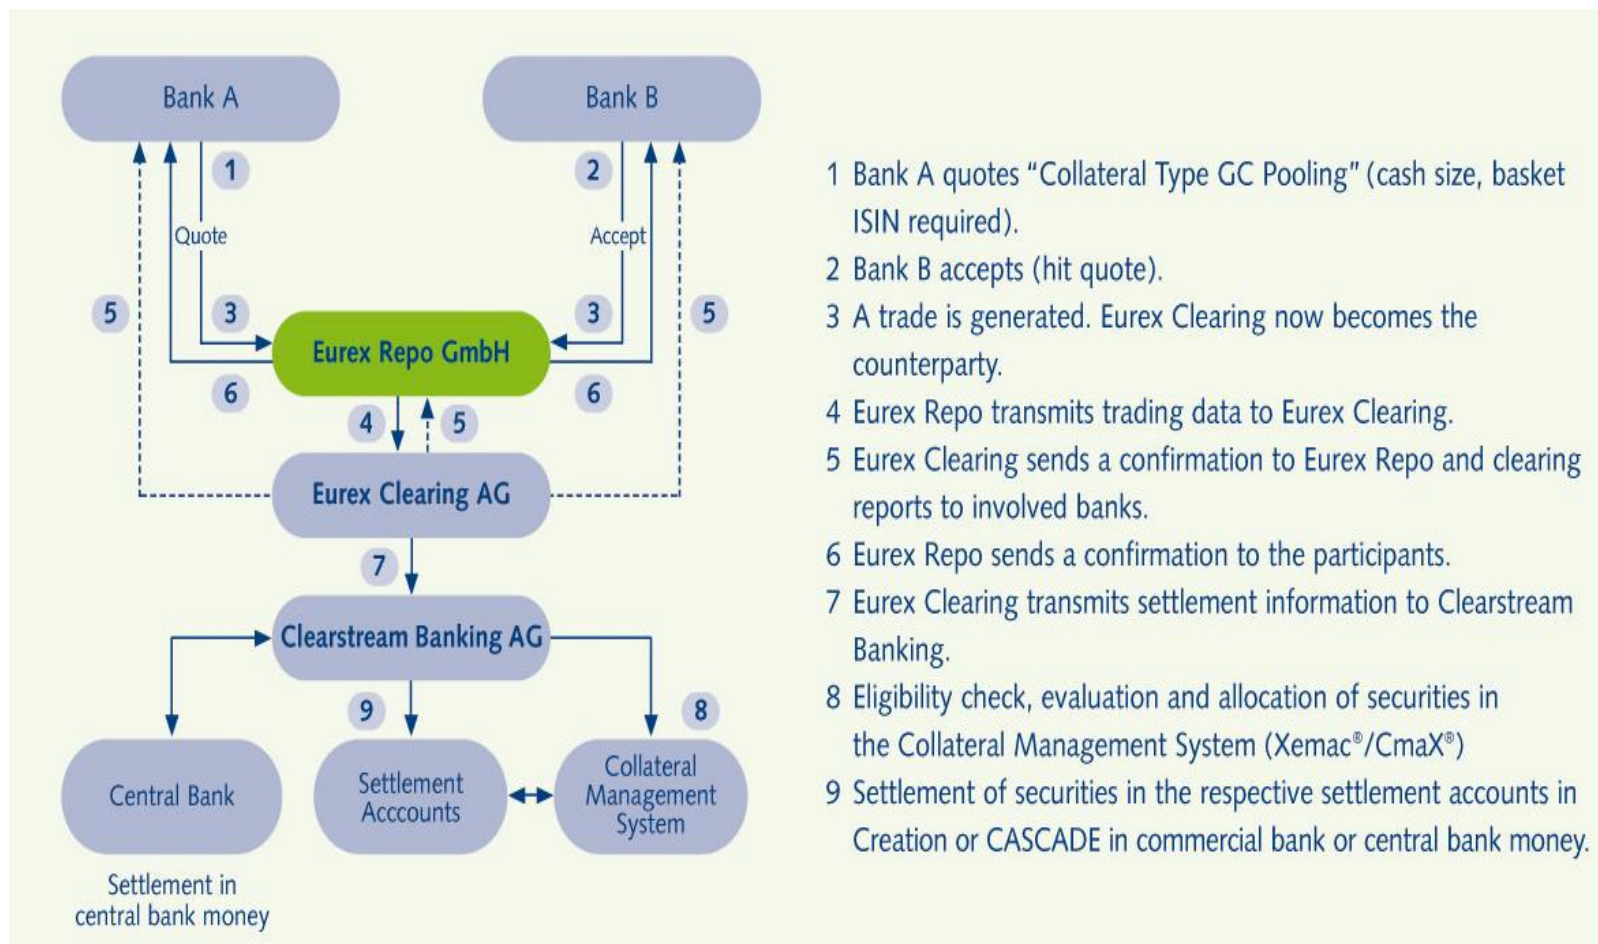 Bank A
Bank B
1
2
Quote
Accept
5
3
3
5
Eurex Repo GmbH
6
6
4
5
Eurex Clearing AG
7
Clearstream Banking AG
9
8
Central Bank
Settlement
Acccounts
Collateral
Management
System
Settlement in
central bank money
1 Bank A quotes “Collateral Type GC Pooling” (cash size, basket
ISIN required).
2 Bank B accepts (hit quote).
3 A trade is generated. Eurex Clearing now becomes the
counterparty.
4 Eurex Repo transmits trading data to Eurex Clearing.
5 Eurex Clearing sends a confirmation to Eurex Repo and clearing
reports to involved banks.
6 Eurex Repo sends a confirmation to the participants.
7 Eurex Clearing transmits settlement information to Clearstream
Banking.
8 Eligibility check, evaluation and allocation of securities in
the Collateral Management System (Xemac®/CmaX®)
9 Settlement of securities in the respective settlement accounts in
Creation or CASCADE in commercial bank or central bank money.